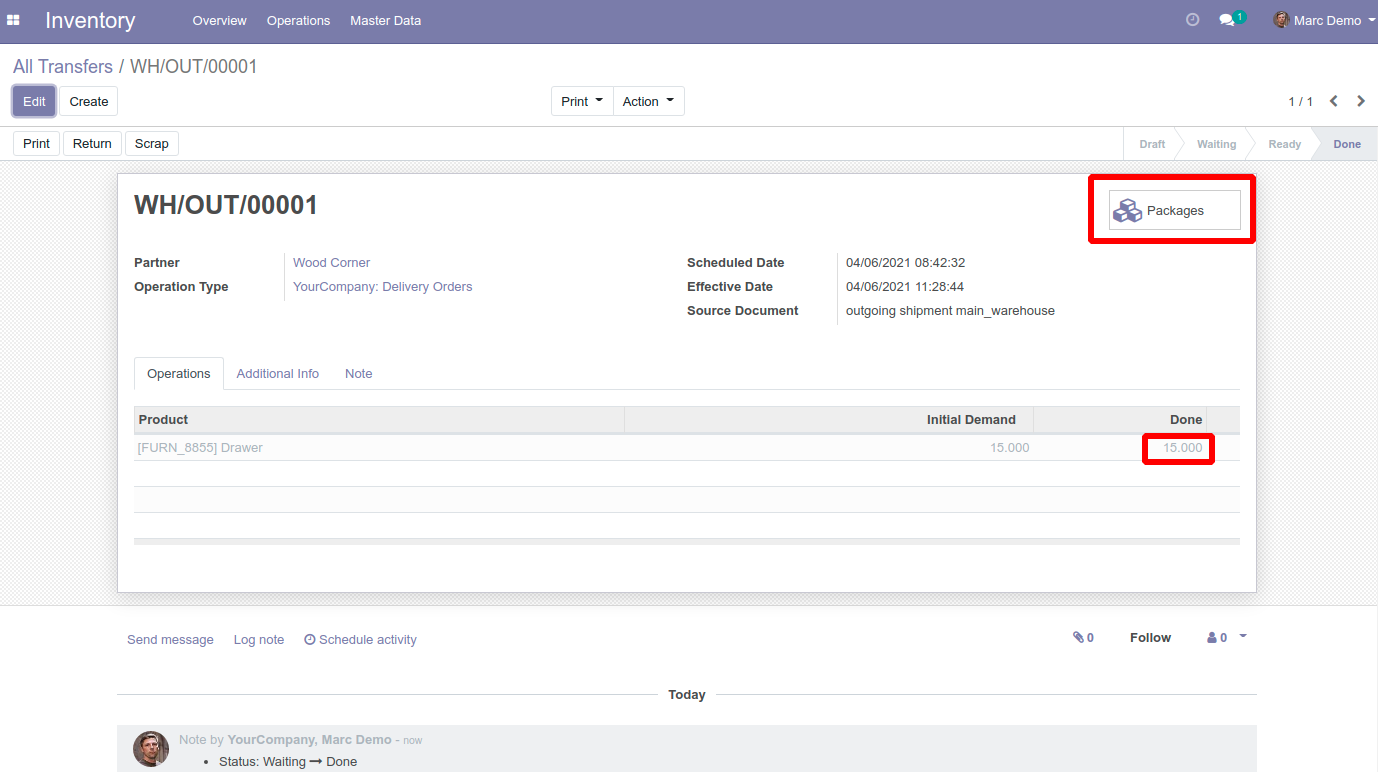 Inventory Overview Operations Master Data 1 Marc Demo
All Transfers / WH/OUT/00001
Edit Create Print Action 1 / 1
Print Return Scrap Draft Waiting Ready Done
WH/OUT/00001 Packages
Partner Wood Corner Scheduled Date 04/06/2021 08:42:32
Operation Type YourCompany: Delivery Orders Effective Date 04/06/2021 11:28:44
Source Document outgoing shipment main_warehouse
Operations Additional Info Note
Product Initial Demand Done
[FURN_8855] Drawer 15.000 15.000
Send message Log note Schedule activity 0 Follow 0
Today
Note by YourCompany, Marc Demo - now
• Status: Waiting → Done